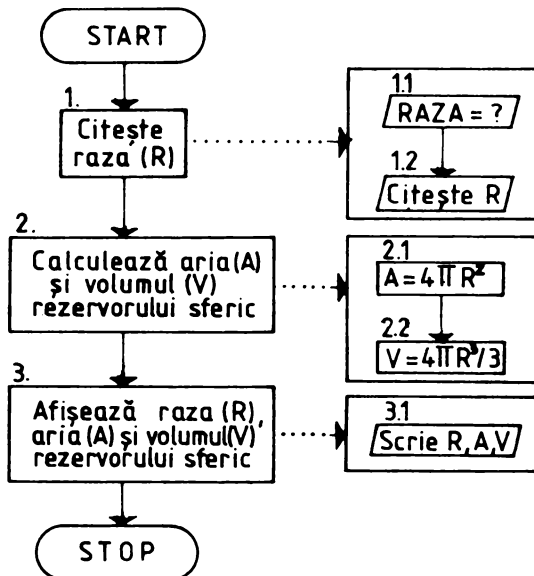 START
1.
Citește
raza (R)
1.1
RAZA = ?
1.2
Citește R
2.
Calculează aria (A)
și volumul (V)
rezervorului sferic
2.1
A = 4πR²
2.2
V = 4πR³/3
3.
Afișează raza (R),
aria (A) și volumul (V)
rezervorului sferic
3.1
Scrie R, A, V
STOP